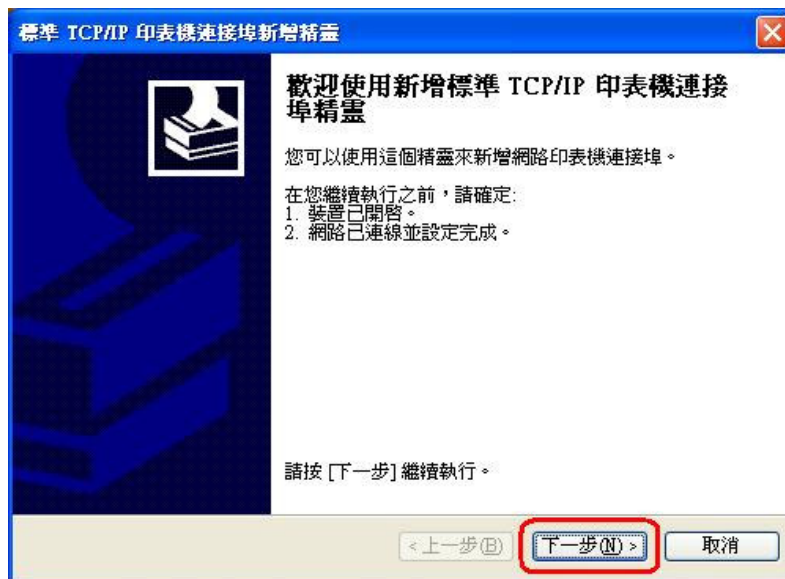 標準 TCP/IP 印表機連接埠新增精靈
歡迎使用新增標準 TCP/IP 印表機連接
埠精靈
您可以使用這個精靈來新增網路印表機連接埠。
在您繼續執行之前，請確定:
1. 裝置已開啓。
2. 網路已連線並設定完成。
請按 [下一步] 繼續執行。
<上一步(B) 下一步(N)> 取消